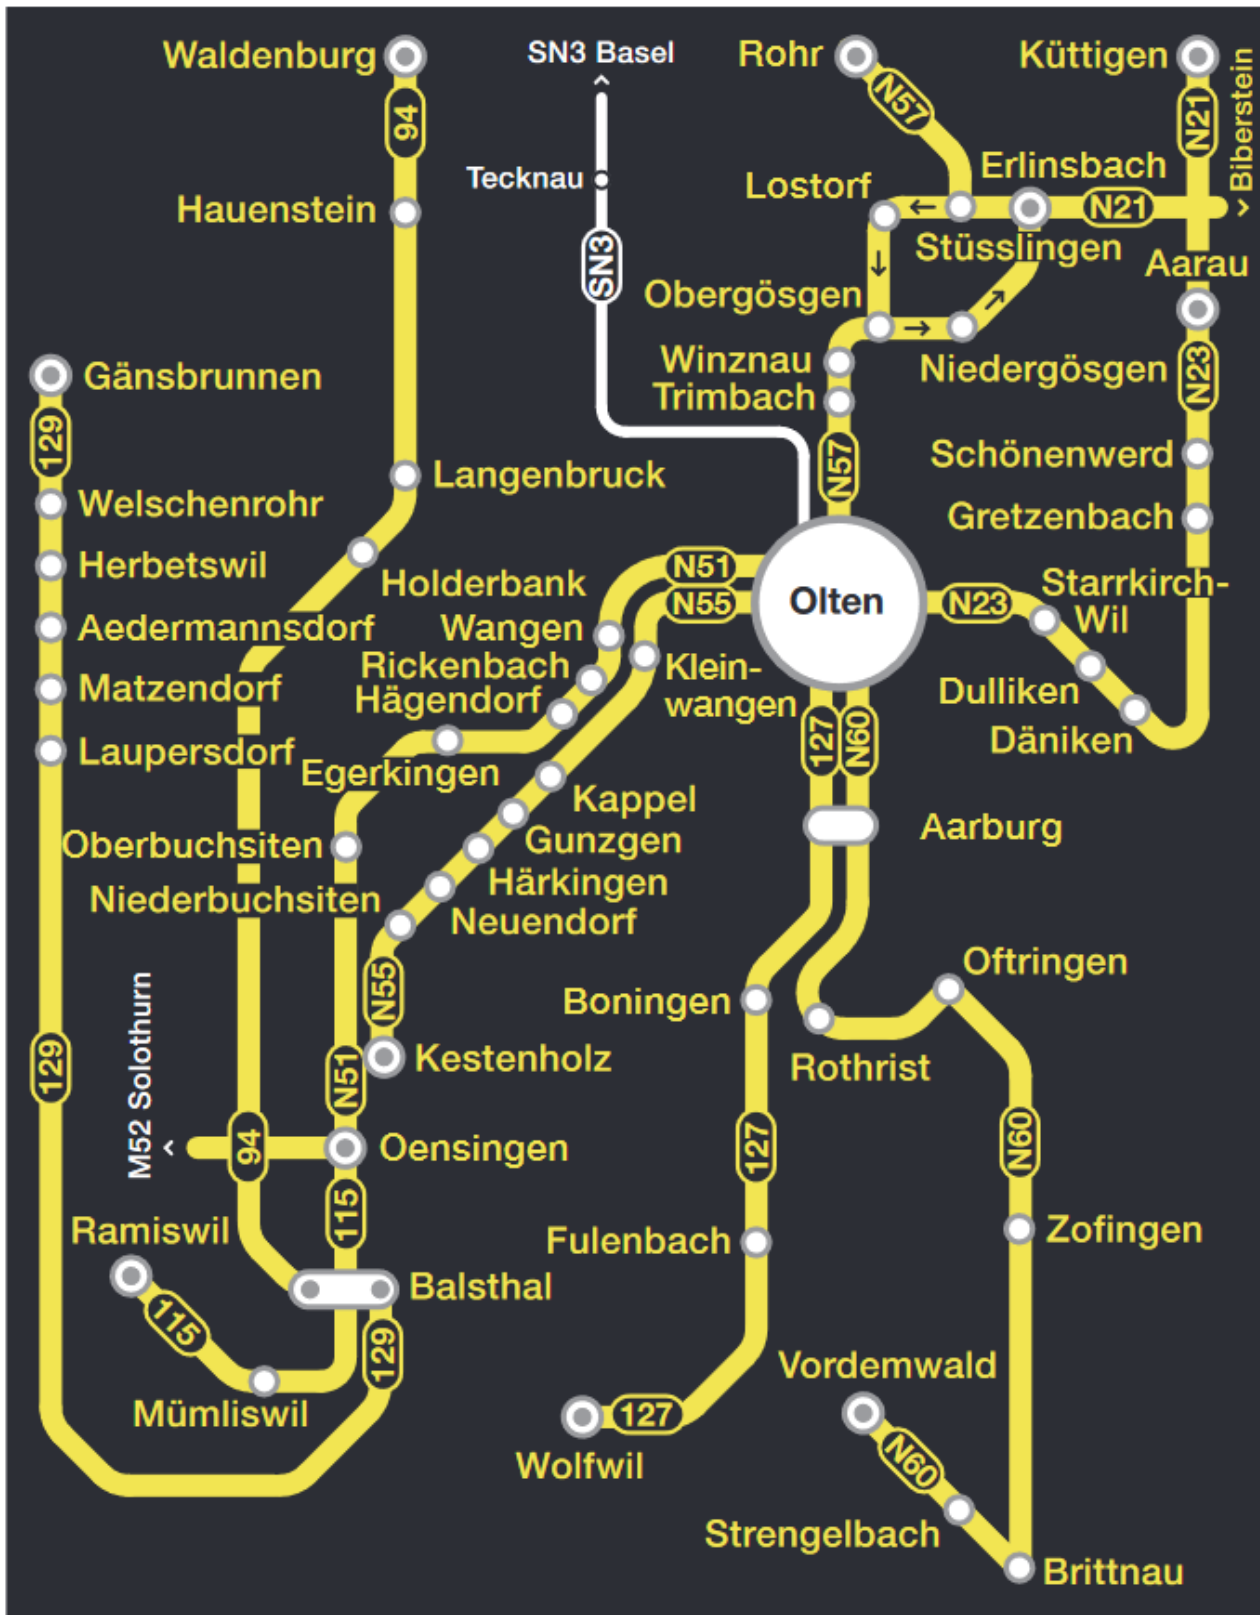 Waldenburg
SN3 Basel
Rohr
Küttigen
94
N57
N21
Biberstein
Tecknau
Erlinsbach
Lostorf
Hauenstein
N21
Stüsslingen
Aarau
SN3
Obergösgen
Winznau
Niedergösgen
Trimbach
N23
Gänsbrunnen
129
Schönenwerd
Langenbruck
N57
Welschenrohr
Gretzenbach
Herbetswil
Holderbank
N51
N55
Olten
N23
Starrkirch-
Wil
Aedermannsdorf
Wangen
Rickenbach
Klein-
wangen
Matzendorf
Hägendorf
Dulliken
Däniken
Laupersdorf
127
N60
Egerkingen
Kappel
Aarburg
Gunzgen
Oberbuchsiten
Härkingen
Niederbuchsiten
Neuendorf
Oftringen
N55
Boningen
M52 Solothurn
129
N51
Kestenholz
Rothrist
94
Oensingen
127
N60
115
Ramiswil
Fulenbach
Zofingen
Balsthal
115
129
Vordemwald
Mümliswil
127
Wolfwil
N60
Strengelbach
Brittnau